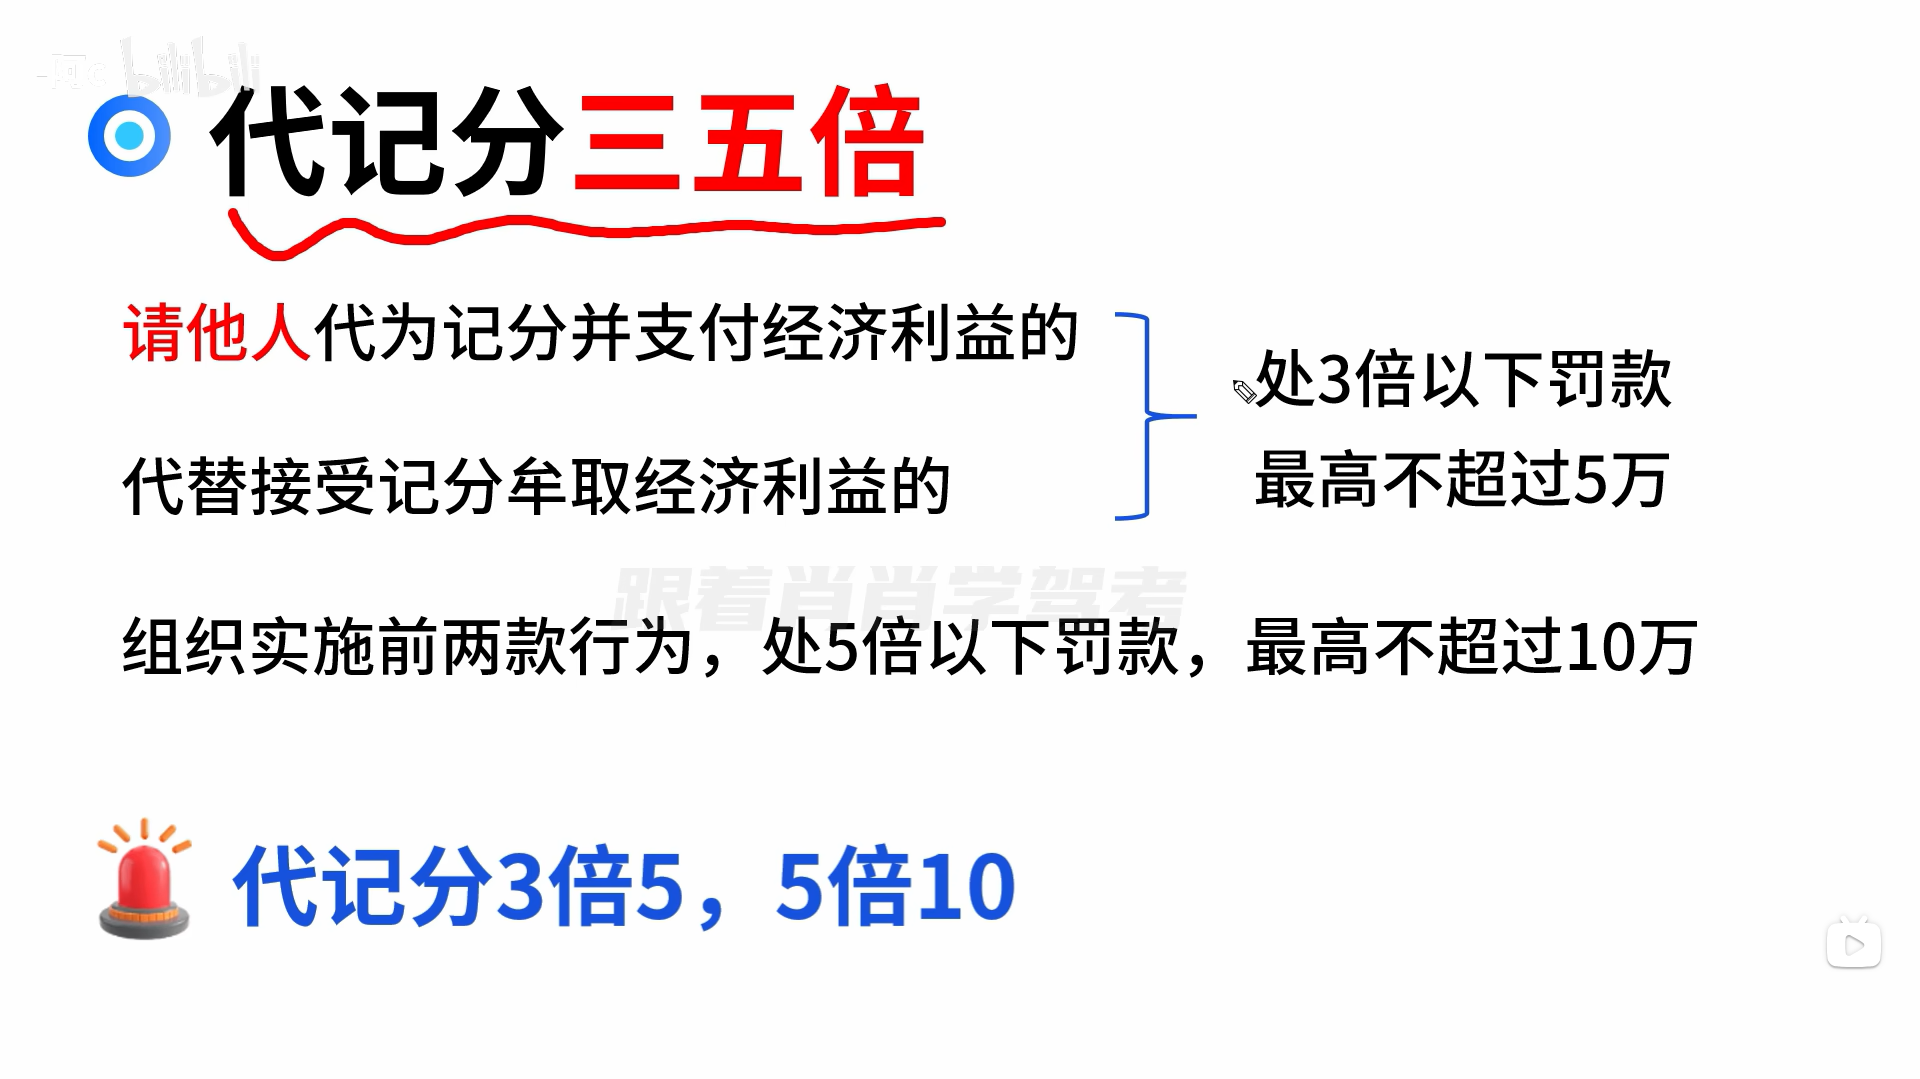 bilibili
代记分三五倍
请他人代为记分并支付经济利益的
处3倍以下罚款
代替接受记分牟取经济利益的
最高不超过5万
跟着肖肖学驾考
组织实施前两款行为，处5倍以下罚款，最高不超过10万
代记分3倍5，5倍10